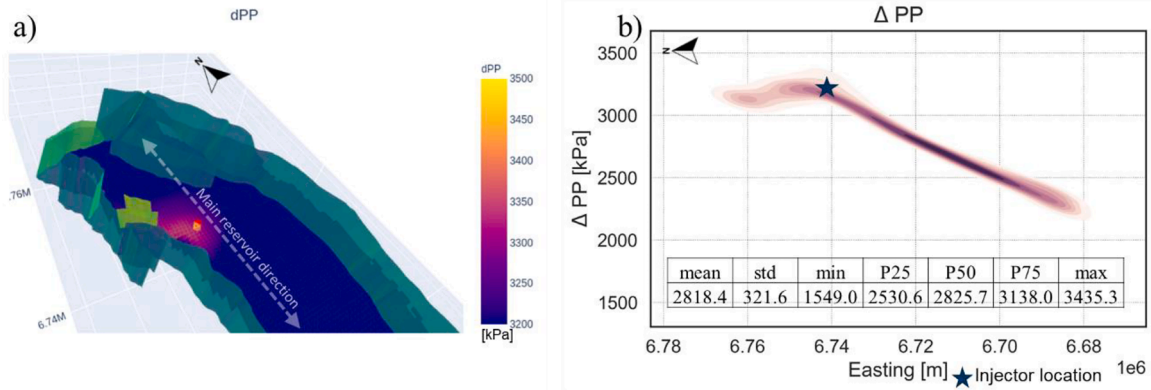 a)
dPP
N
dPP
3500
3450
3400
3350
3300
3250
3200
[kPa]
.76M
6.74M
Main reservoir direction
b)
Δ PP
N
Δ PP [kPa]
3500
3000
2500
2000
1500
mean std min P25 P50 P75 max
2818.4 321.6 1549.0 2530.6 2825.7 3138.0 3435.3
6.78 6.76 6.74 6.72 6.70 6.68
Easting [m] Injector location 1e6